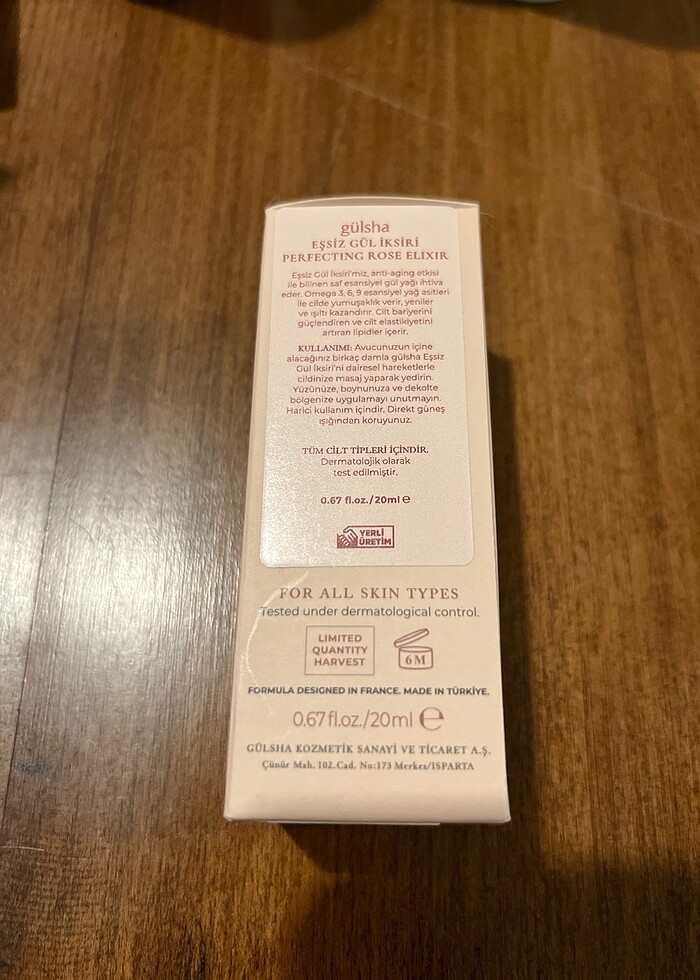 gülsha
EŞSİZ GÜL İKSİRİ
PERFECTING ROSE ELIXIR
Eşsiz Gül İksiri'miz, anti-aging etkisi
ile bilinen saf esansiyel gül yağı ihtiva
eder. Omega 3, 6, 9 esansiyel yağ asitleri
ile cilde yumuşaklık verir, yeniler
ve ışıltı kazandırır. Cilt bariyerini
güçlendiren ve cilt elastikiyetini
artıran lipidler içerir.
KULLANIMI: Avucunuzun içine
alacağınız birkaç damla gülsha Eşsiz
Gül İksiri'ni dairesel hareketlerle
cildinize masaj yaparak yedirin.
Yüzünüze, boynunuza ve dekolte
bölgenize uygulamayı unutmayın.
Harici kullanım içindir. Direkt güneş
ışığından koruyunuz.
TÜM CİLT TİPLERİ İÇİNDİR.
Dermatolojik olarak
test edilmiştir.
0.67 fl.oz./20ml e
YERLİ
ÜRETİM
FOR ALL SKIN TYPES
Tested under dermatological control.
LIMITED
QUANTITY
HARVEST
6M
FORMULA DESIGNED IN FRANCE. MADE IN TÜRKİYE.
0.67 fl.oz./20ml e
GÜLSHA KOZMETİK SANAYİ VE TİCARET A.Ş.
Çünür Mah. 102.Cad. No:173 Merkez/ISPARTA